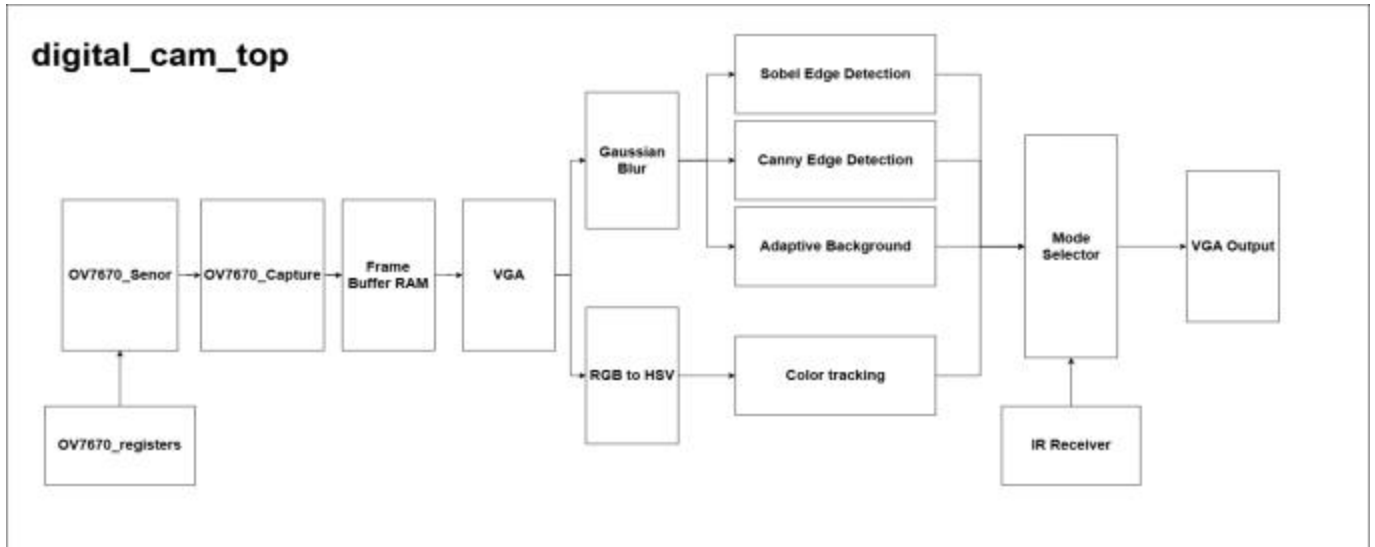 digital_cam_top
Sobel Edge Detection
Gaussian
Blur
Canny Edge Detection
Adaptive Background
OV7670_Senor
OV7670_Capture
Frame
Buffer RAM
VGA
Mode
Selector
VGA Output
RGB to HSV
Color tracking
OV7670_registers
IR Receiver